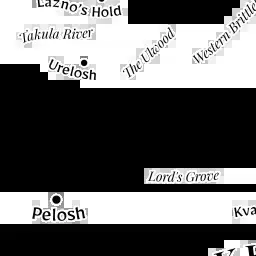 Lazno's Hold
Takula River
The Ulwood
Western Brittle
Urelosh
Lord's Grove
Pelosh
Kva